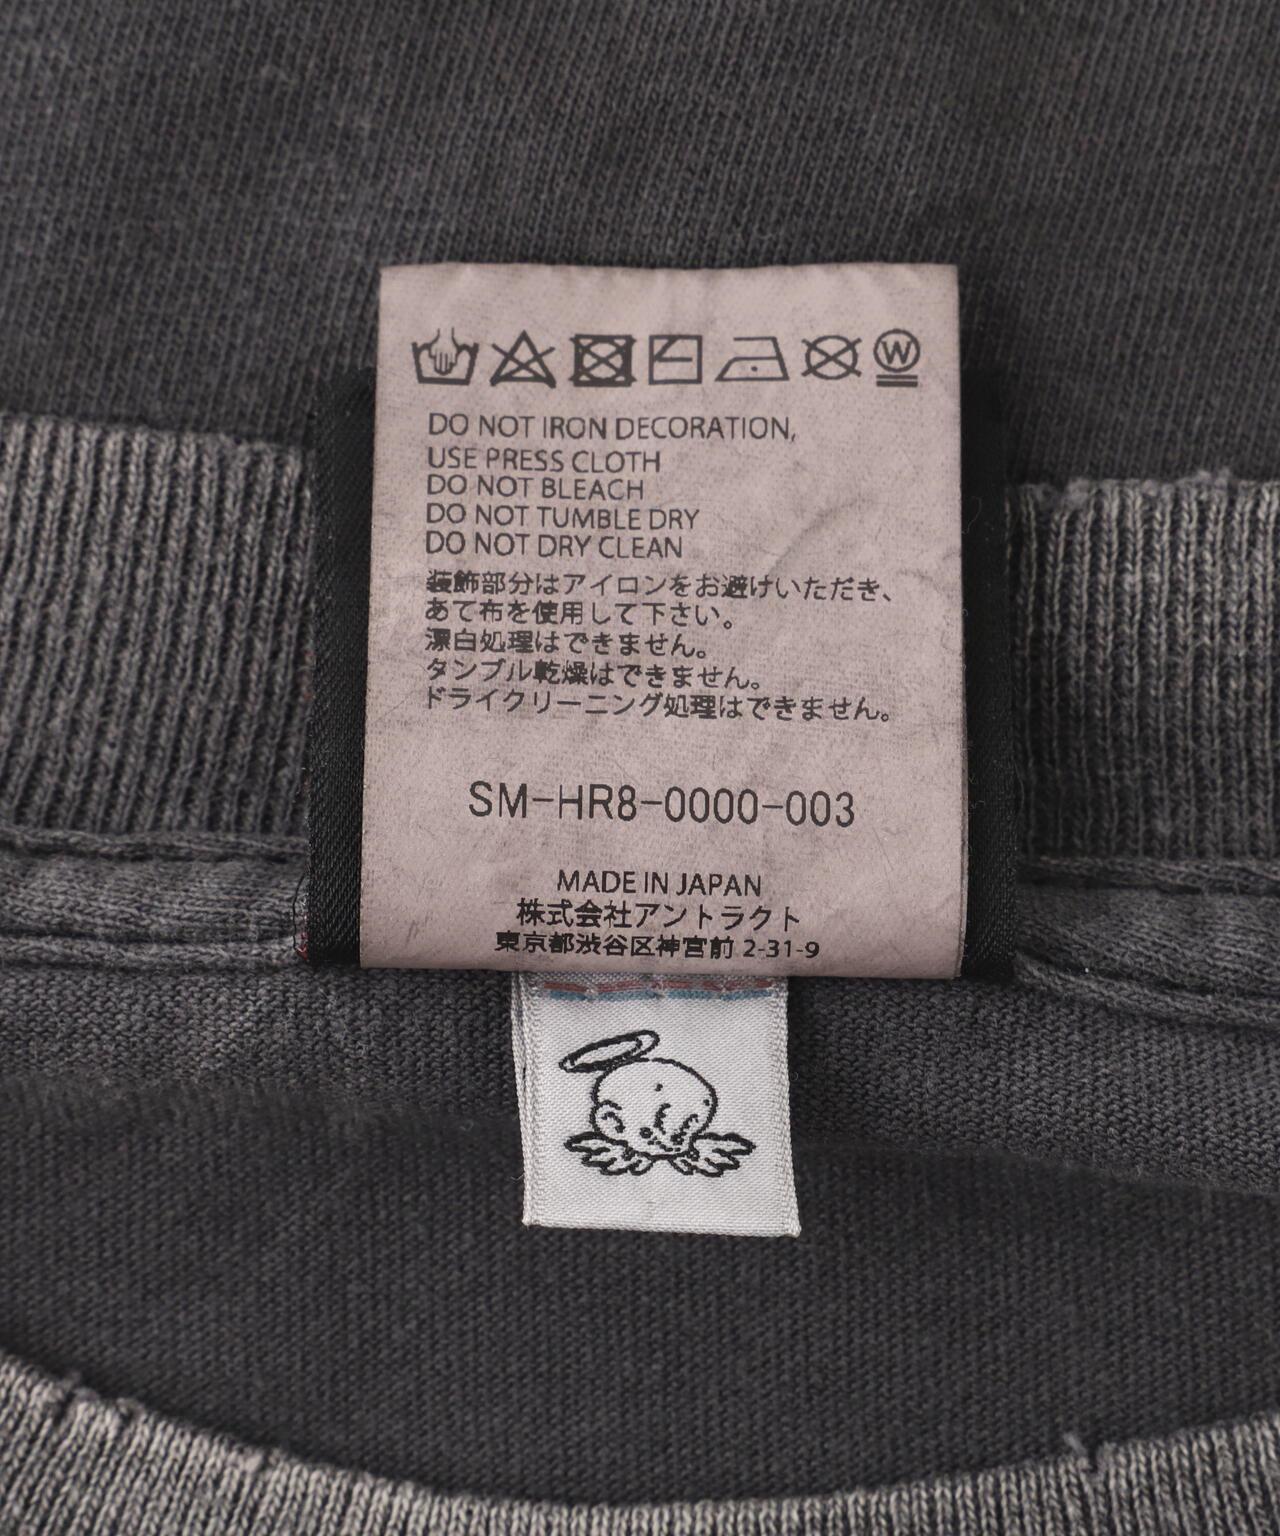 W
DO NOT IRON DECORATION,
USE PRESS CLOTH
DO NOT BLEACH
DO NOT TUMBLE DRY
DO NOT DRY CLEAN
装飾部分はアイロンをお避けいただき、
あて布を使用して下さい。
漂白処理はできません。
タンブル乾燥はできません。
ドライクリーニング処理はできません。
SM-HR8-0000-003
MADE IN JAPAN
株式会社アントラクト
東京都渋谷区神宮前 2-31-9